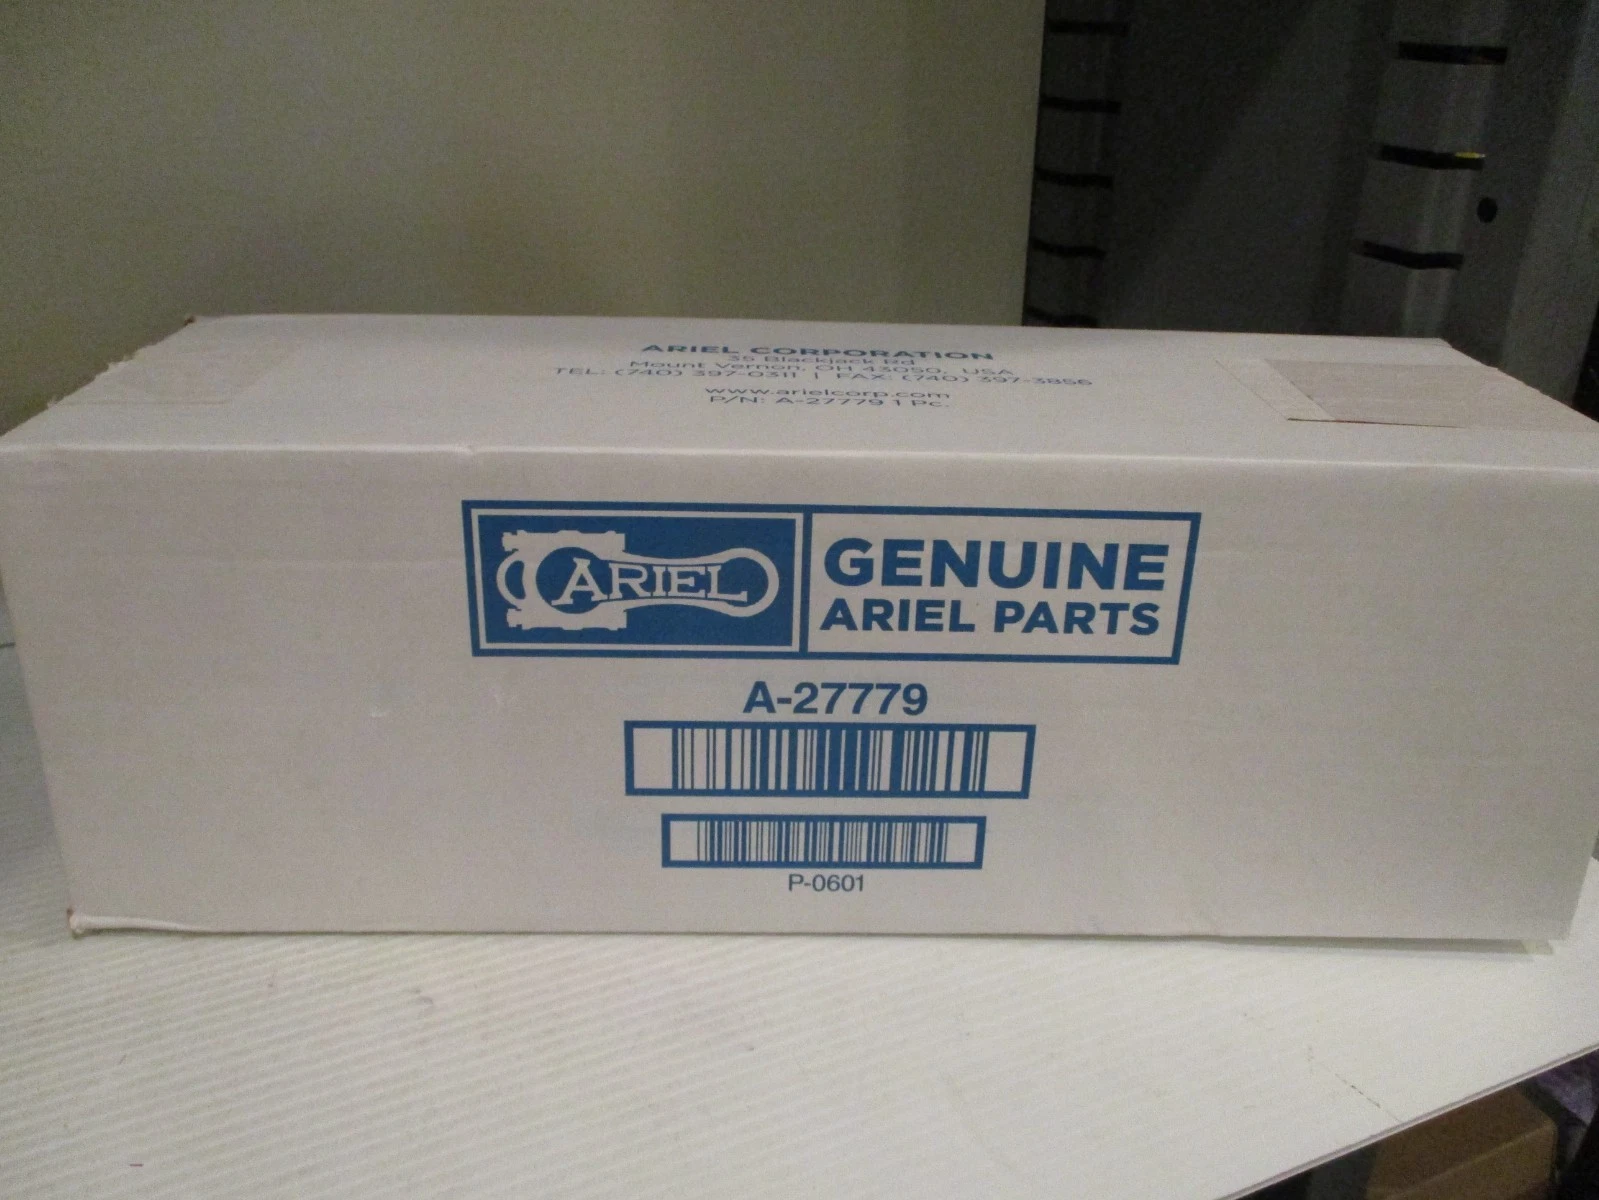 ARIEL CORPORATION
35 Blackjack Rd
Mount Vernon, OH 43050, USA
TEL: (740) 397-0311 | FAX: (740) 397-3856
www.arielcorp.com
P/N: A-27779 1 Pc.
ARIEL
GENUINE
ARIEL PARTS
A-27779
P-0601